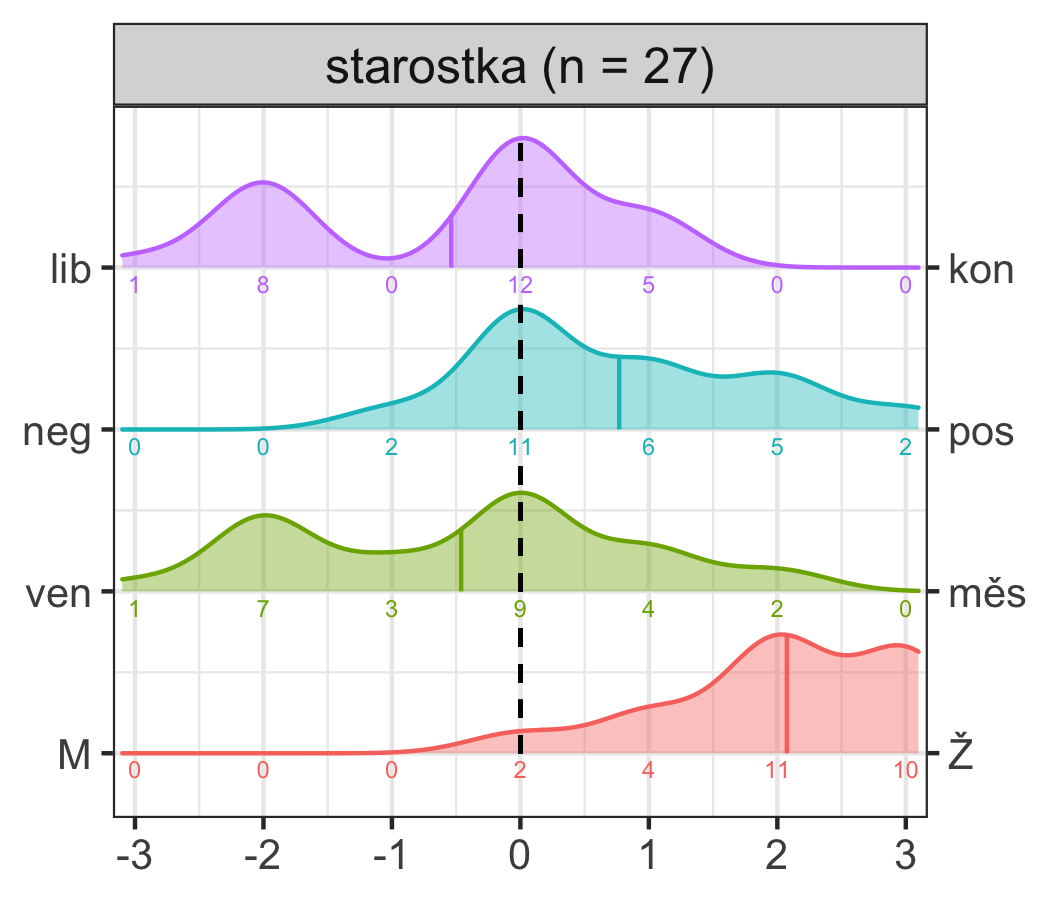 starostka (n = 27)
lib kon
1 8 0 12 5 0 0
neg pos
0 0 2 11 6 5 2
ven měs
1 7 3 9 4 2 0
M Ž
0 0 0 2 4 11 10
-3 -2 -1 0 1 2 3